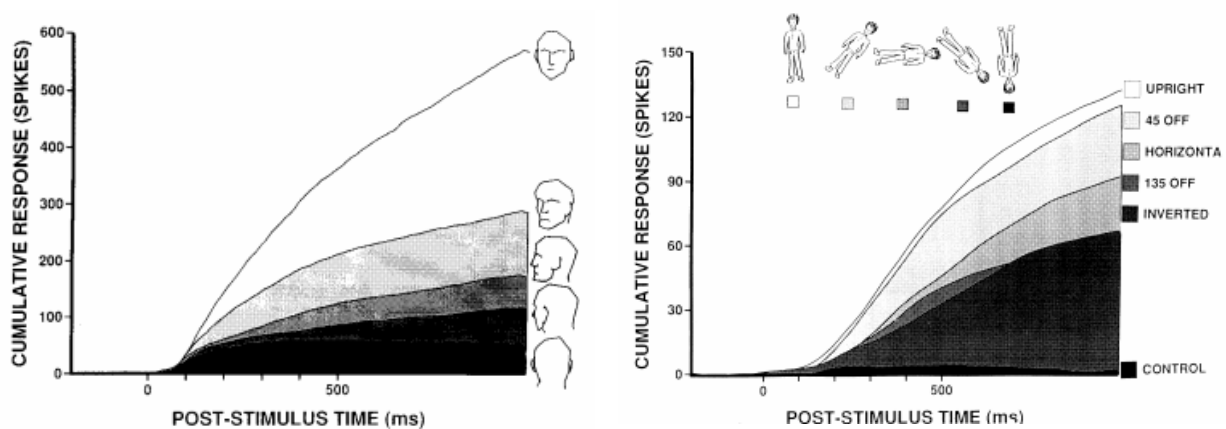 CUMULATIVE RESPONSE (SPIKES)
600
500
400
300
200
100
0
0
500
POST-STIMULUS TIME (ms)
CUMULATIVE RESPONSE (SPIKES)
150
120
90
60
30
0
0
500
POST-STIMULUS TIME (ms)
UPRIGHT
45 OFF
HORIZONTA
135 OFF
INVERTED
CONTROL